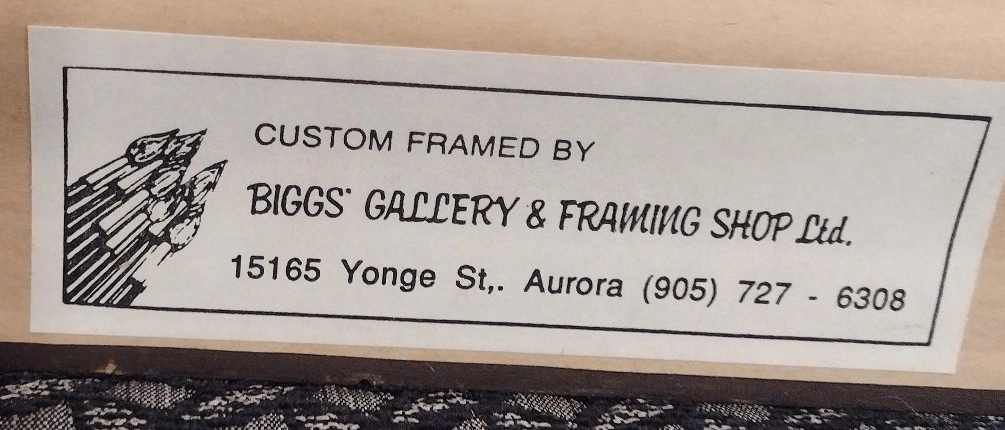 CUSTOM FRAMED BY
BIGGS' GALLERY & FRAMING SHOP Ltd.
15165 Yonge St,. Aurora (905) 727 - 6308